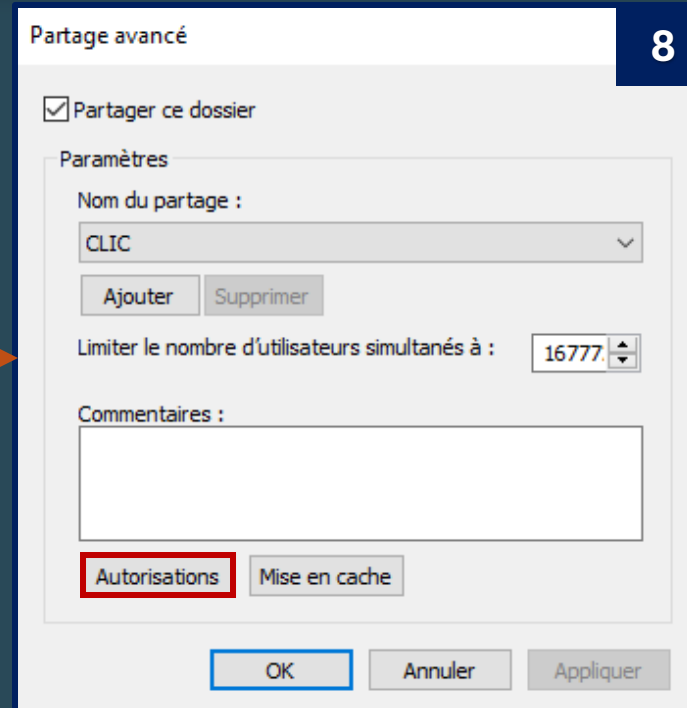 Partage avancé
8
Partager ce dossier
Paramètres
Nom du partage :
CLIC
Ajouter Supprimer
Limiter le nombre d'utilisateurs simultanés à : 16777
Commentaires :
Autorisations Mise en cache
OK Annuler Appliquer